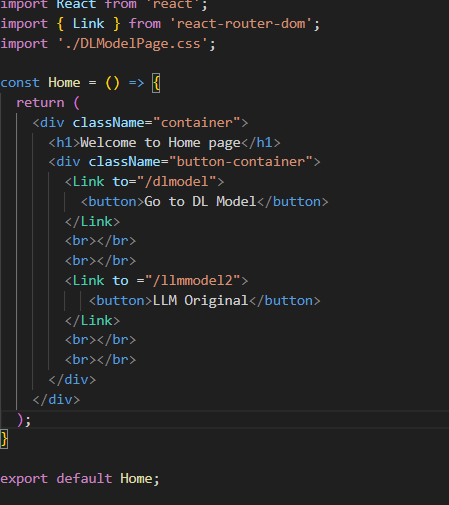 import React from 'react';
import { Link } from 'react-router-dom';
import './DLModelPage.css';

const Home = () => {
  return (
    <div className="container">
      <h1>Welcome to Home page</h1>
      <div className="button-container">
        <Link to="/dlmodel">
          <button>Go to DL Model</button>
        </Link>
        <br></br>
        <br></br>
        <Link to ="/llmmodel2">
          <button>LLM Original</button>
        </Link>
        <br></br>
        <br></br>
      </div>
    </div>
  );
}

export default Home;